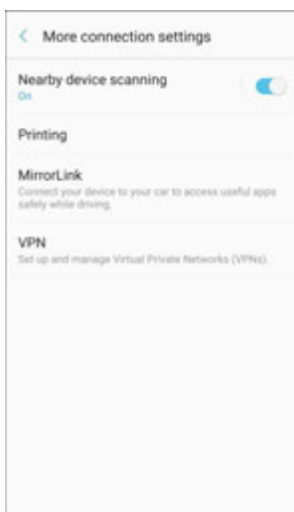 More connection settings
Nearby device scanning
On
Printing
MirrorLink
Connect your device to your car to access useful apps
safely while driving.
VPN
Set up and manage Virtual Private Networks (VPNs).